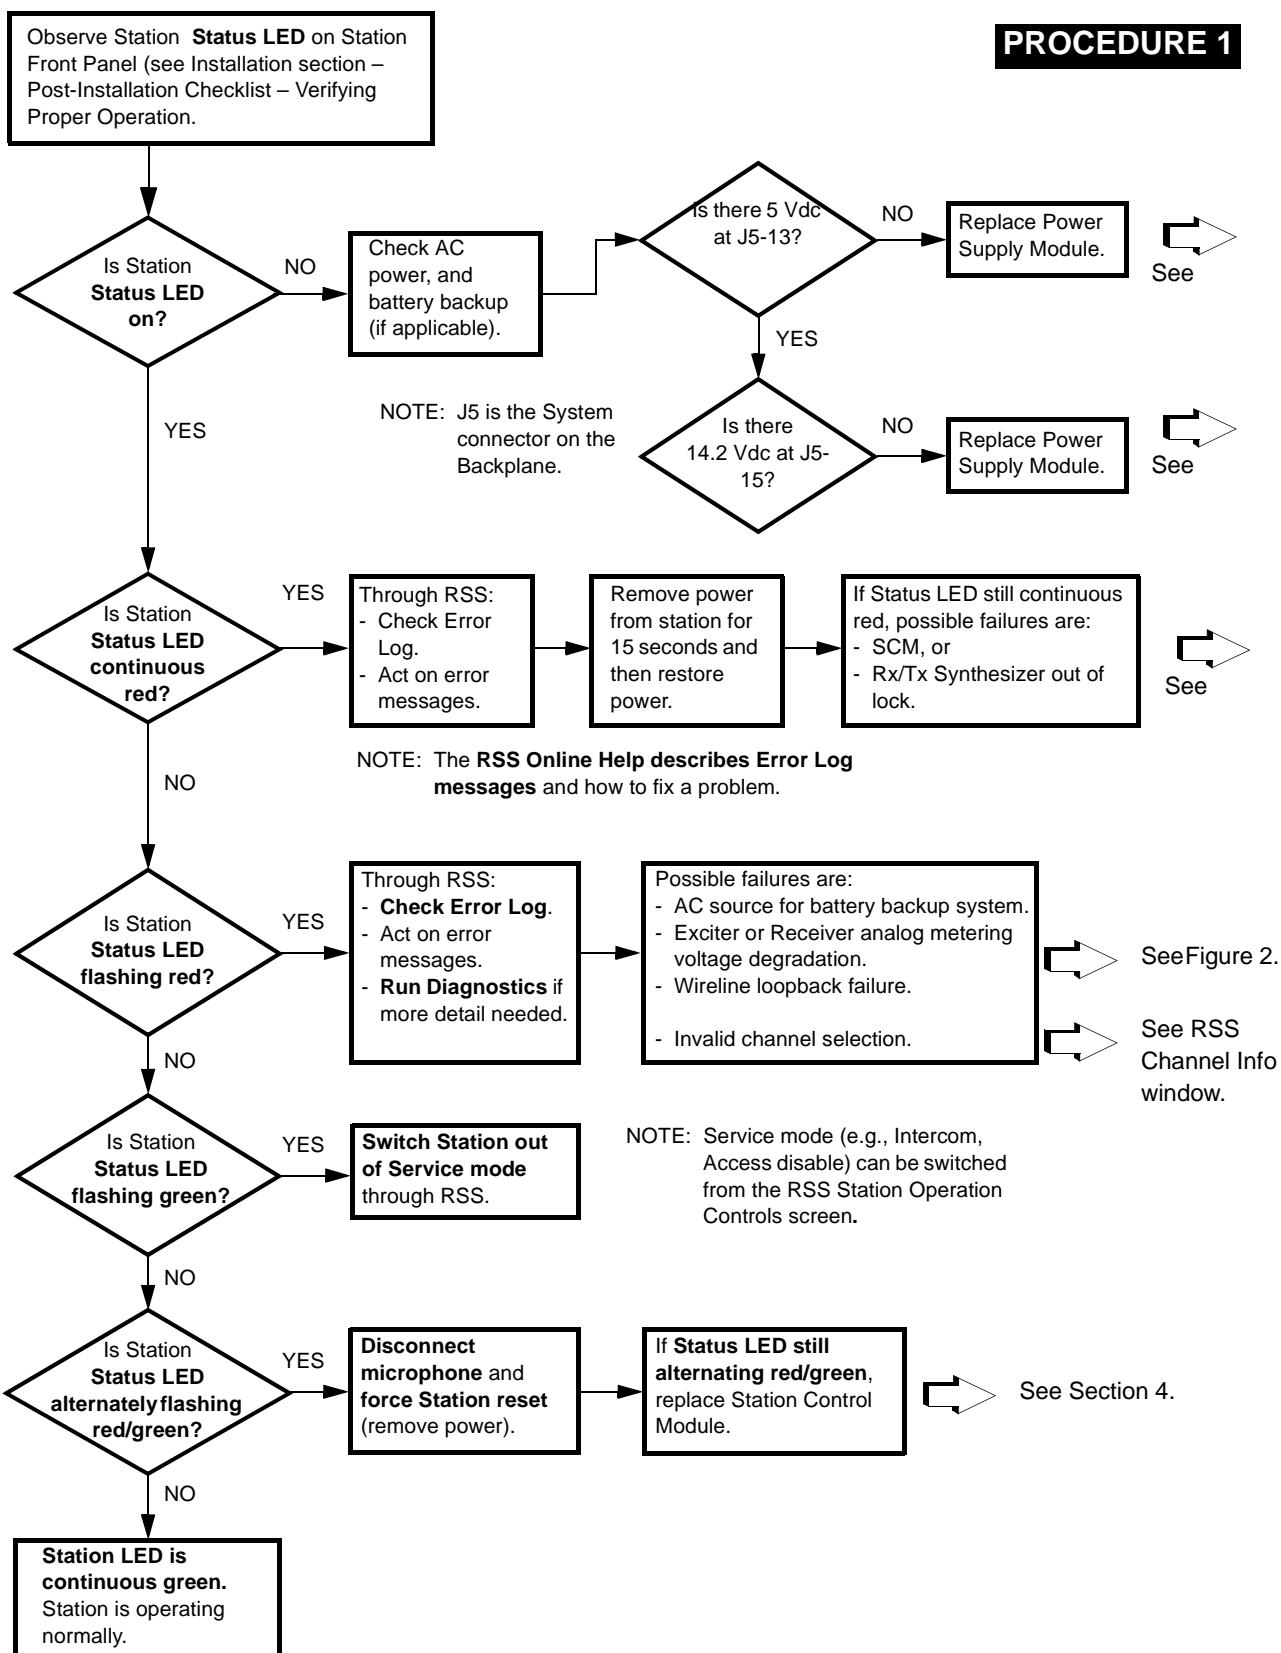 PROCEDURE 1
Observe Station Status LED on Station
Front Panel (see Installation section –
Post-Installation Checklist – Verifying
Proper Operation.
Is Station
Status LED
on?
NO
Check AC
power, and
battery backup
(if applicable).
Is there 5 Vdc
at J5-13?
NO
Replace Power
Supply Module.
See
YES
NOTE: J5 is the System
connector on the
Backplane.
Is there
14.2 Vdc at J5-
15?
NO
Replace Power
Supply Module.
See
YES
Is Station
Status LED
continuous
red?
YES
Through RSS:
- Check Error
Log.
- Act on error
messages.
Remove power
from station for
15 seconds and
then restore
power.
If Status LED still continuous
red, possible failures are:
- SCM, or
- Rx/Tx Synthesizer out of
lock.
See
NOTE: The RSS Online Help describes Error Log
messages and how to fix a problem.
NO
Is Station
Status LED
flashing red?
YES
Through RSS:
- Check Error Log.
- Act on error
messages.
- Run Diagnostics if
more detail needed.
Possible failures are:
- AC source for battery backup system.
- Exciter or Receiver analog metering
voltage degradation.
- Wireline loopback failure.
- Invalid channel selection.
SeeFigure 2.
See RSS
Channel Info
window.
NO
Is Station
Status LED
flashing green?
YES
Switch Station out
of Service mode
through RSS.
NOTE: Service mode (e.g., Intercom,
Access disable) can be switched
from the RSS Station Operation
Controls screen.
NO
Is Station
Status LED
alternately flashing
red/green?
YES
Disconnect
microphone and
force Station reset
(remove power).
If Status LED still
alternating red/green,
replace Station Control
Module.
See Section 4.
NO
Station LED is
continuous green.
Station is operating
normally.